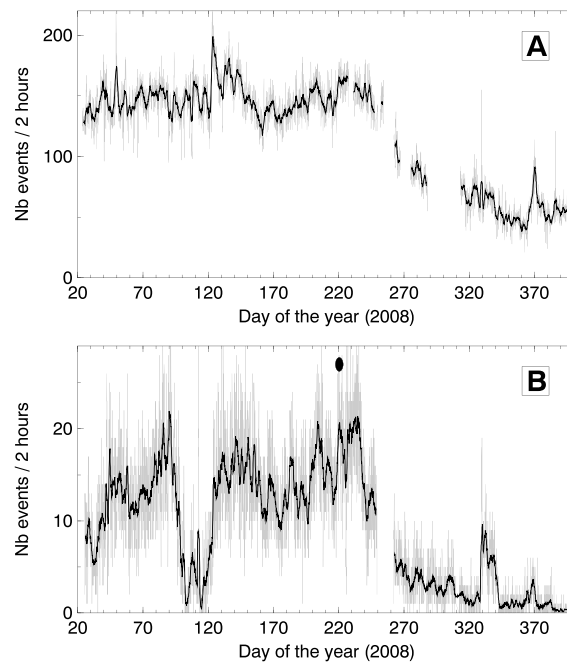 A
Nb events / 2 hours
200
100
0
20 70 120 170 220 270 320 370
Day of the year (2008)
B
Nb events / 2 hours
20
10
0
20 70 120 170 220 270 320 370
Day of the year (2008)